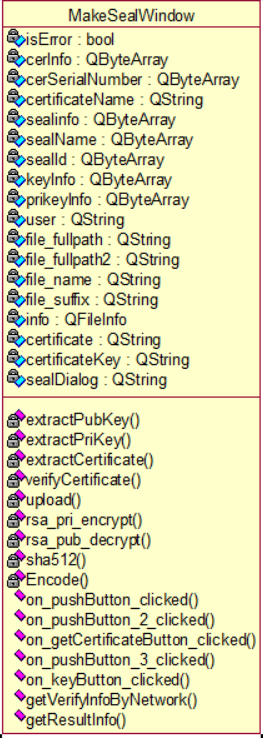 MakeSealWindow
isError : bool
cerInfo : QByteArray
cerSerialNumber : QByteArray
certificateName : QString
sealinfo : QByteArray
sealName : QByteArray
sealId : QByteArray
keyInfo : QByteArray
prikeyInfo : QByteArray
user : QString
file_fullpath : QString
file_fullpath2 : QString
file_name : QString
file_suffix : QString
info : QFileInfo
certificate : QString
certificateKey : QString
sealDialog : QString
extractPubKey()
extractPriKey()
extractCertificate()
verifyCertificate()
upload()
rsa_pri_encrypt()
rsa_pub_decrypt()
sha512()
Encode()
on_pushButton_clicked()
on_pushButton_2_clicked()
on_getCertificateButton_clicked()
on_pushButton_3_clicked()
on_keyButton_clicked()
getVerifyInfoByNetwork()
getResultInfo()